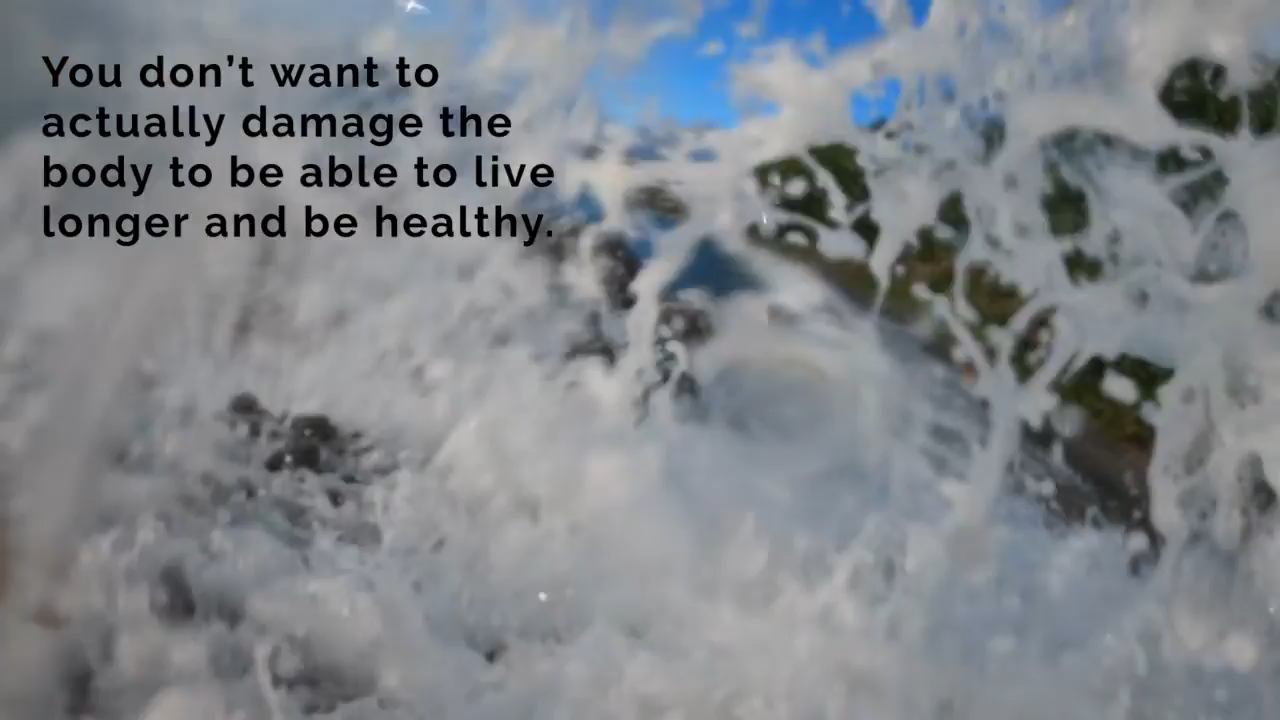 You don’t want to
actually damage the
body to be able to live
longer and be healthy.